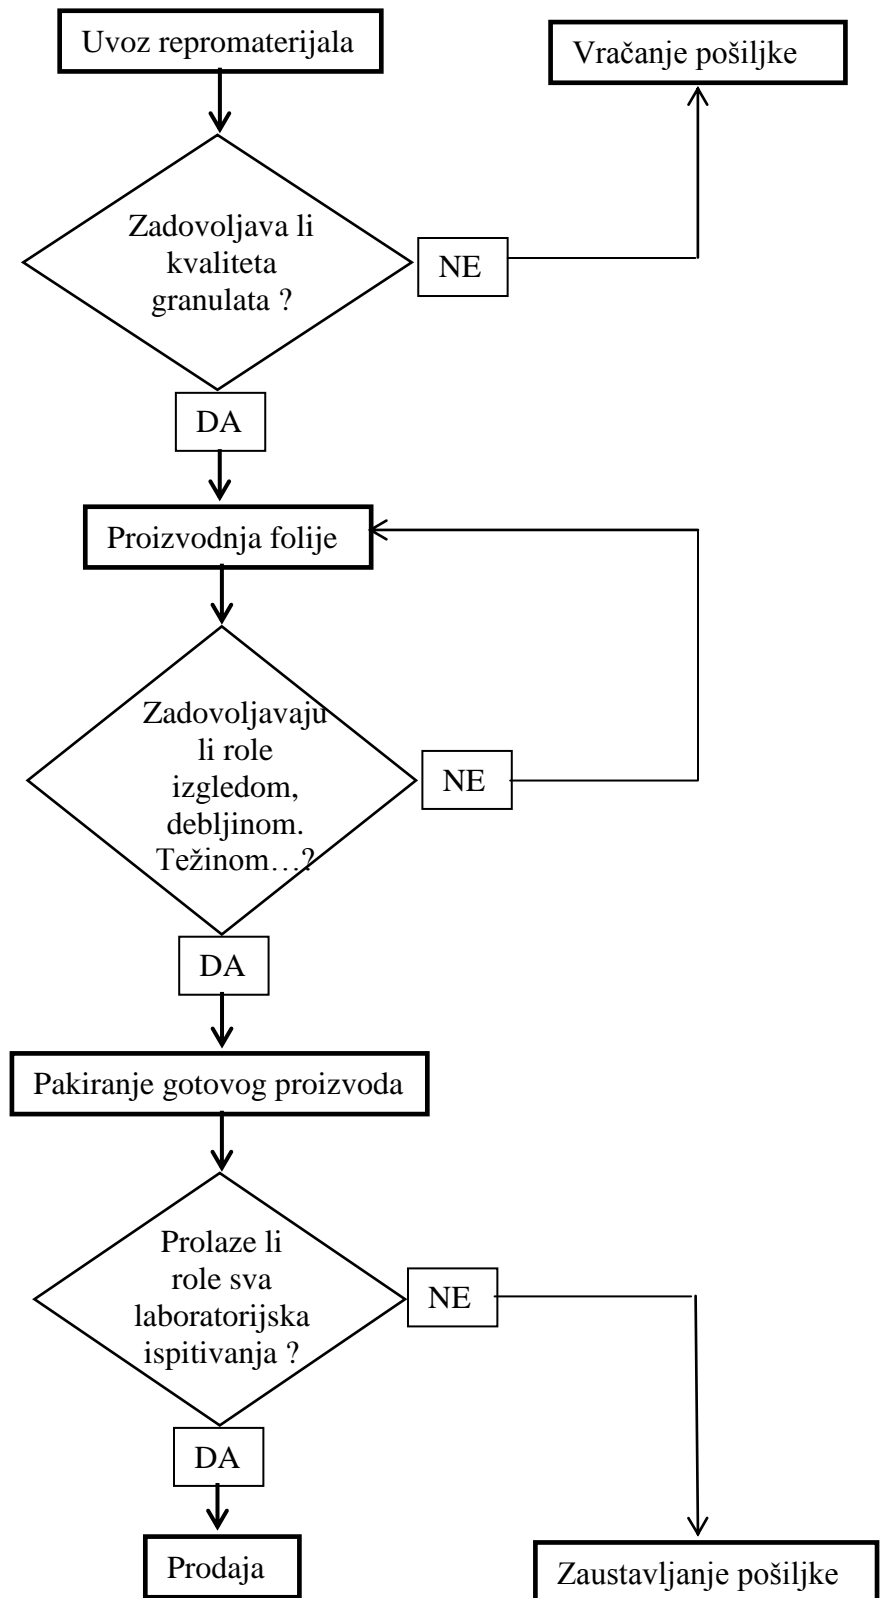 Uvoz repromaterijala
Vračanje pošiljke
Zadovoljava li
kvaliteta
granulata ?
NE
DA
Proizvodnja folije
Zadovoljavaju
li role
izgledom,
debljinom.
Težinom…?
NE
DA
Pakiranje gotovog proizvoda
Prolaze li
role sva
laboratorijska
ispitivanja ?
NE
DA
Prodaja
Zaustavljanje pošiljke